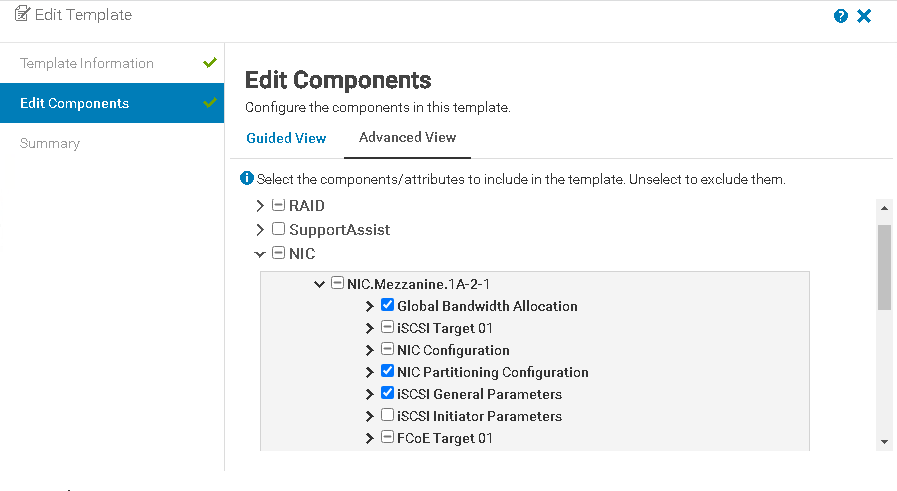 Edit Template
Template Information
Edit Components
Summary
Edit Components
Configure the components in this template.
Guided View Advanced View
Select the components/attributes to include in the template. Unselect to exclude them.
RAID
SupportAssist
NIC
NIC.Mezzanine.1A-2-1
Global Bandwidth Allocation
iSCSI Target 01
NIC Configuration
NIC Partitioning Configuration
iSCSI General Parameters
iSCSI Initiator Parameters
FCoE Target 01